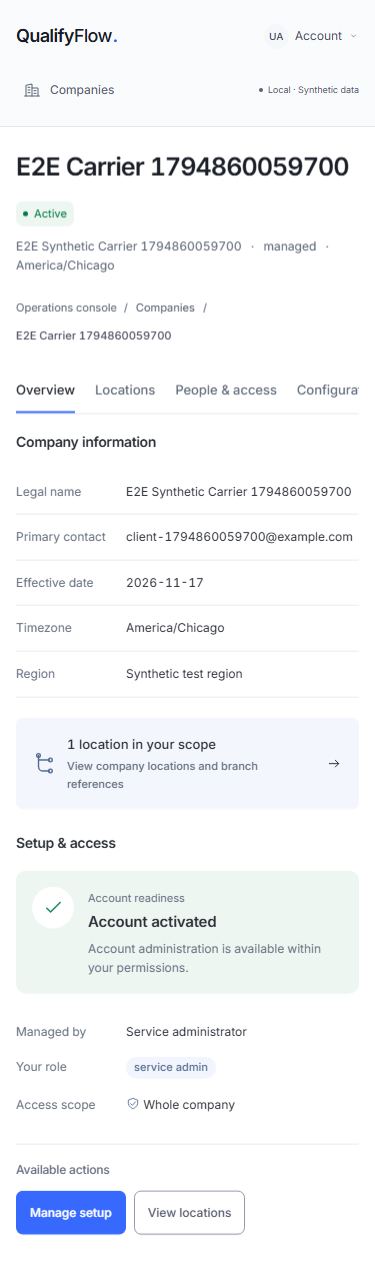 QualifyFlow.
UA Account
Companies
Local · Synthetic data
E2E Carrier 1794860059700
Active
E2E Synthetic Carrier 1794860059700 · managed ·
America/Chicago
Operations console / Companies /
E2E Carrier 1794860059700
Overview Locations People & access Configurat
Company information
Legal name E2E Synthetic Carrier 1794860059700
Primary contact client-1794860059700@example.com
Effective date 2026-11-17
Timezone America/Chicago
Region Synthetic test region
1 location in your scope
View company locations and branch
references
Setup & access
Account readiness
Account activated
Account administration is available within
your permissions.
Managed by Service administrator
Your role service admin
Access scope Whole company
Available actions
Manage setup View locations